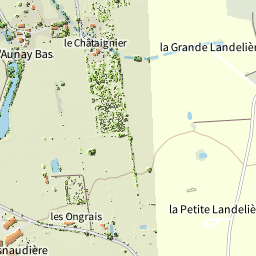 le Châtaignier
la Grande Landeliè
'Aunay Bas
la Petite Landeliè
les Ongrais
snaudière